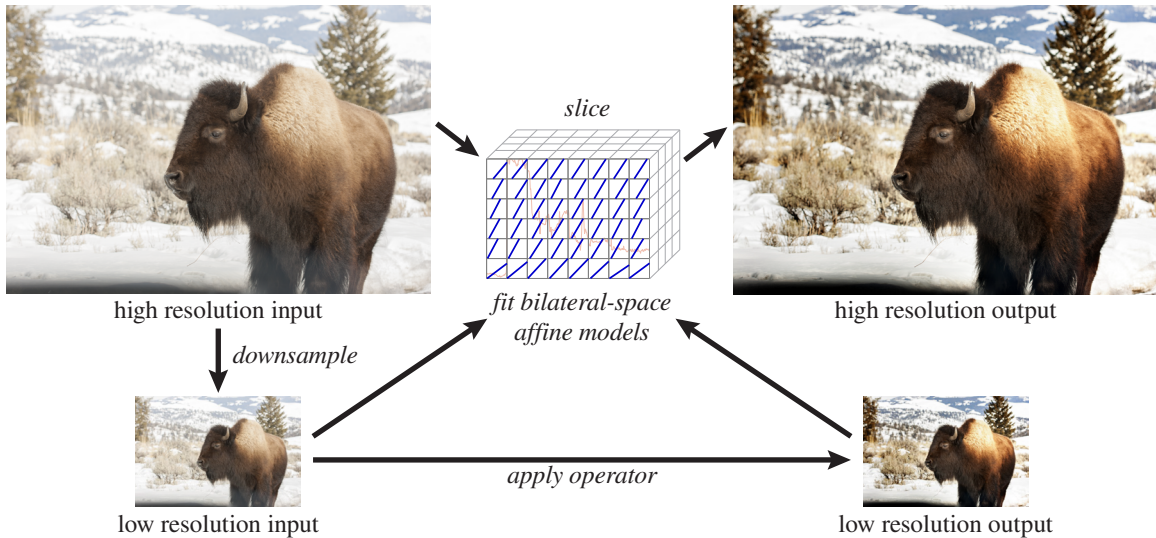 slice
high resolution input
fit bilateral-space
affine models
high resolution output
downsample
apply operator
low resolution input
low resolution output